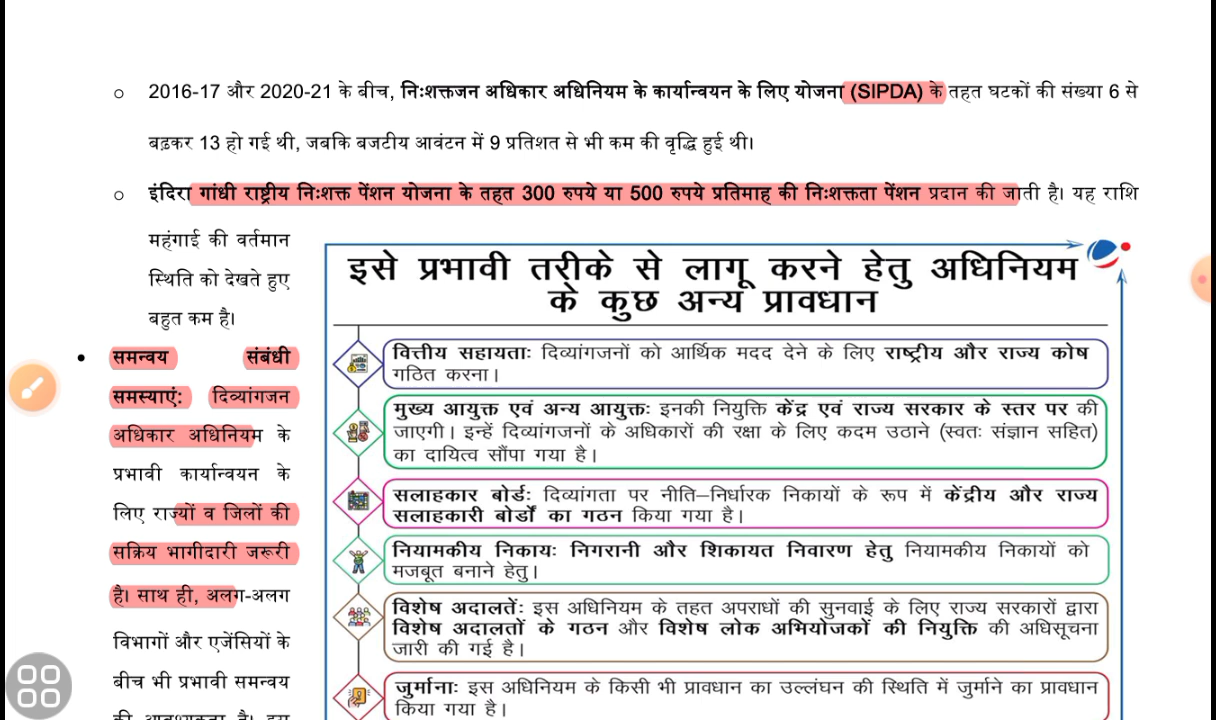 ○ 2016-17 और 2020-21 के बीच, निःशक्तजन अधिकार अधिनियम के कार्यान्वयन के लिए योजना (SIPDA) के तहत घटकों की संख्या 6 से
बढ़कर 13 हो गई थी, जबकि बजटीय आवंटन में 9 प्रतिशत से भी कम की वृद्धि हुई थी।
○ इंदिरा गांधी राष्ट्रीय निःशक्त पेंशन योजना के तहत 300 रुपये या 500 रुपये प्रतिमाह की निःशक्तता पेंशन प्रदान की जाती है। यह राशि
महंगाई की वर्तमान
स्थिति को देखते हुए
बहुत कम है।
• समन्वय संबंधी
समस्याएं: दिव्यांगजन
अधिकार अधिनियम के
प्रभावी कार्यान्वयन के
लिए राज्यों व जिलों की
सक्रिय भागीदारी जरूरी
है। साथ ही, अलग-अलग
विभागों और एजेंसियों के
बीच भी प्रभावी समन्वय
की आवश्यकता है। इस
इसे प्रभावी तरीके से लागू करने हेतु अधिनियम
के कुछ अन्य प्रावधान
वित्तीय सहायताः दिव्यांगजनों को आर्थिक मदद देने के लिए राष्ट्रीय और राज्य कोष
गठित करना।
मुख्य आयुक्त एवं अन्य आयुक्तः इनकी नियुक्ति केंद्र एवं राज्य सरकार के स्तर पर की
जाएगी। इन्हें दिव्यांगजनों के अधिकारों की रक्षा के लिए कदम उठाने (स्वतः संज्ञान सहित)
का दायित्व सौंपा गया है।
सलाहकार बोर्डः दिव्यांगता पर नीति–निर्धारक निकायों के रूप में केंद्रीय और राज्य
सलाहकारी बोर्डों का गठन किया गया है।
नियामकीय निकायः निगरानी और शिकायत निवारण हेतु नियामकीय निकायों को
मजबूत बनाने हेतु।
विशेष अदालतेंः इस अधिनियम के तहत अपराधों की सुनवाई के लिए राज्य सरकारों द्वारा
विशेष अदालतों के गठन और विशेष लोक अभियोजकों की नियुक्ति की अधिसूचना
जारी की गई है।
जुर्मानाः इस अधिनियम के किसी भी प्रावधान का उल्लंघन की स्थिति में जुर्माने का प्रावधान
किया गया है।